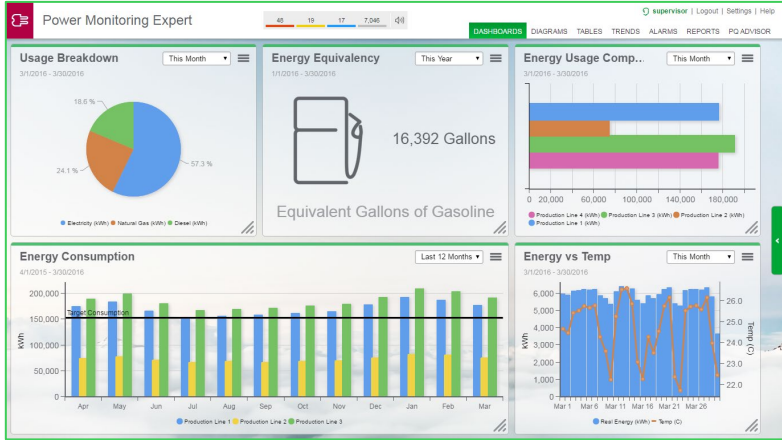 Power Monitoring Expert
48 19 17 7,046
supervisor | Logout | Settings | Help
DASHBOARDS DIAGRAMS TABLES TRENDS ALARMS REPORTS PQ ADVISOR
Usage Breakdown
This Month
3/1/2016 - 3/30/2016
18.6 %
24.1 %
57.3 %
Electricity (kWh) Natural Gas (kWh) Diesel (kWh)
Energy Equivalency
This Year
1/1/2016 - 3/30/2016
16,392 Gallons
Equivalent Gallons of Gasoline
Energy Usage Comp...
This Month
3/1/2016 - 3/30/2016
0 20,000 60,000 100,000 140,000 180,000
Production Line 4 (kWh) Production Line 3 (kWh) Production Line 2 (kWh)
Production Line 1 (kWh)
Energy Consumption
Last 12 Months
4/1/2015 - 3/30/2016
kWh
200,000
150,000
100,000
50,000
0
Target Consumption
Apr May Jun Jul Aug Sep Oct Nov Dec Jan Feb Mar
Production Line 1 Production Line 2 Production Line 3
Energy vs Temp
This Month
3/1/2016 - 3/30/2016
kWh
6,000
5,000
4,000
3,000
2,000
1,000
0
26.0
25.0
24.0
23.0
22.0
Temp (C)
Mar 1 Mar 6 Mar 11 Mar 16 Mar 21 Mar 26
Real Energy (kWh) Temp (C)